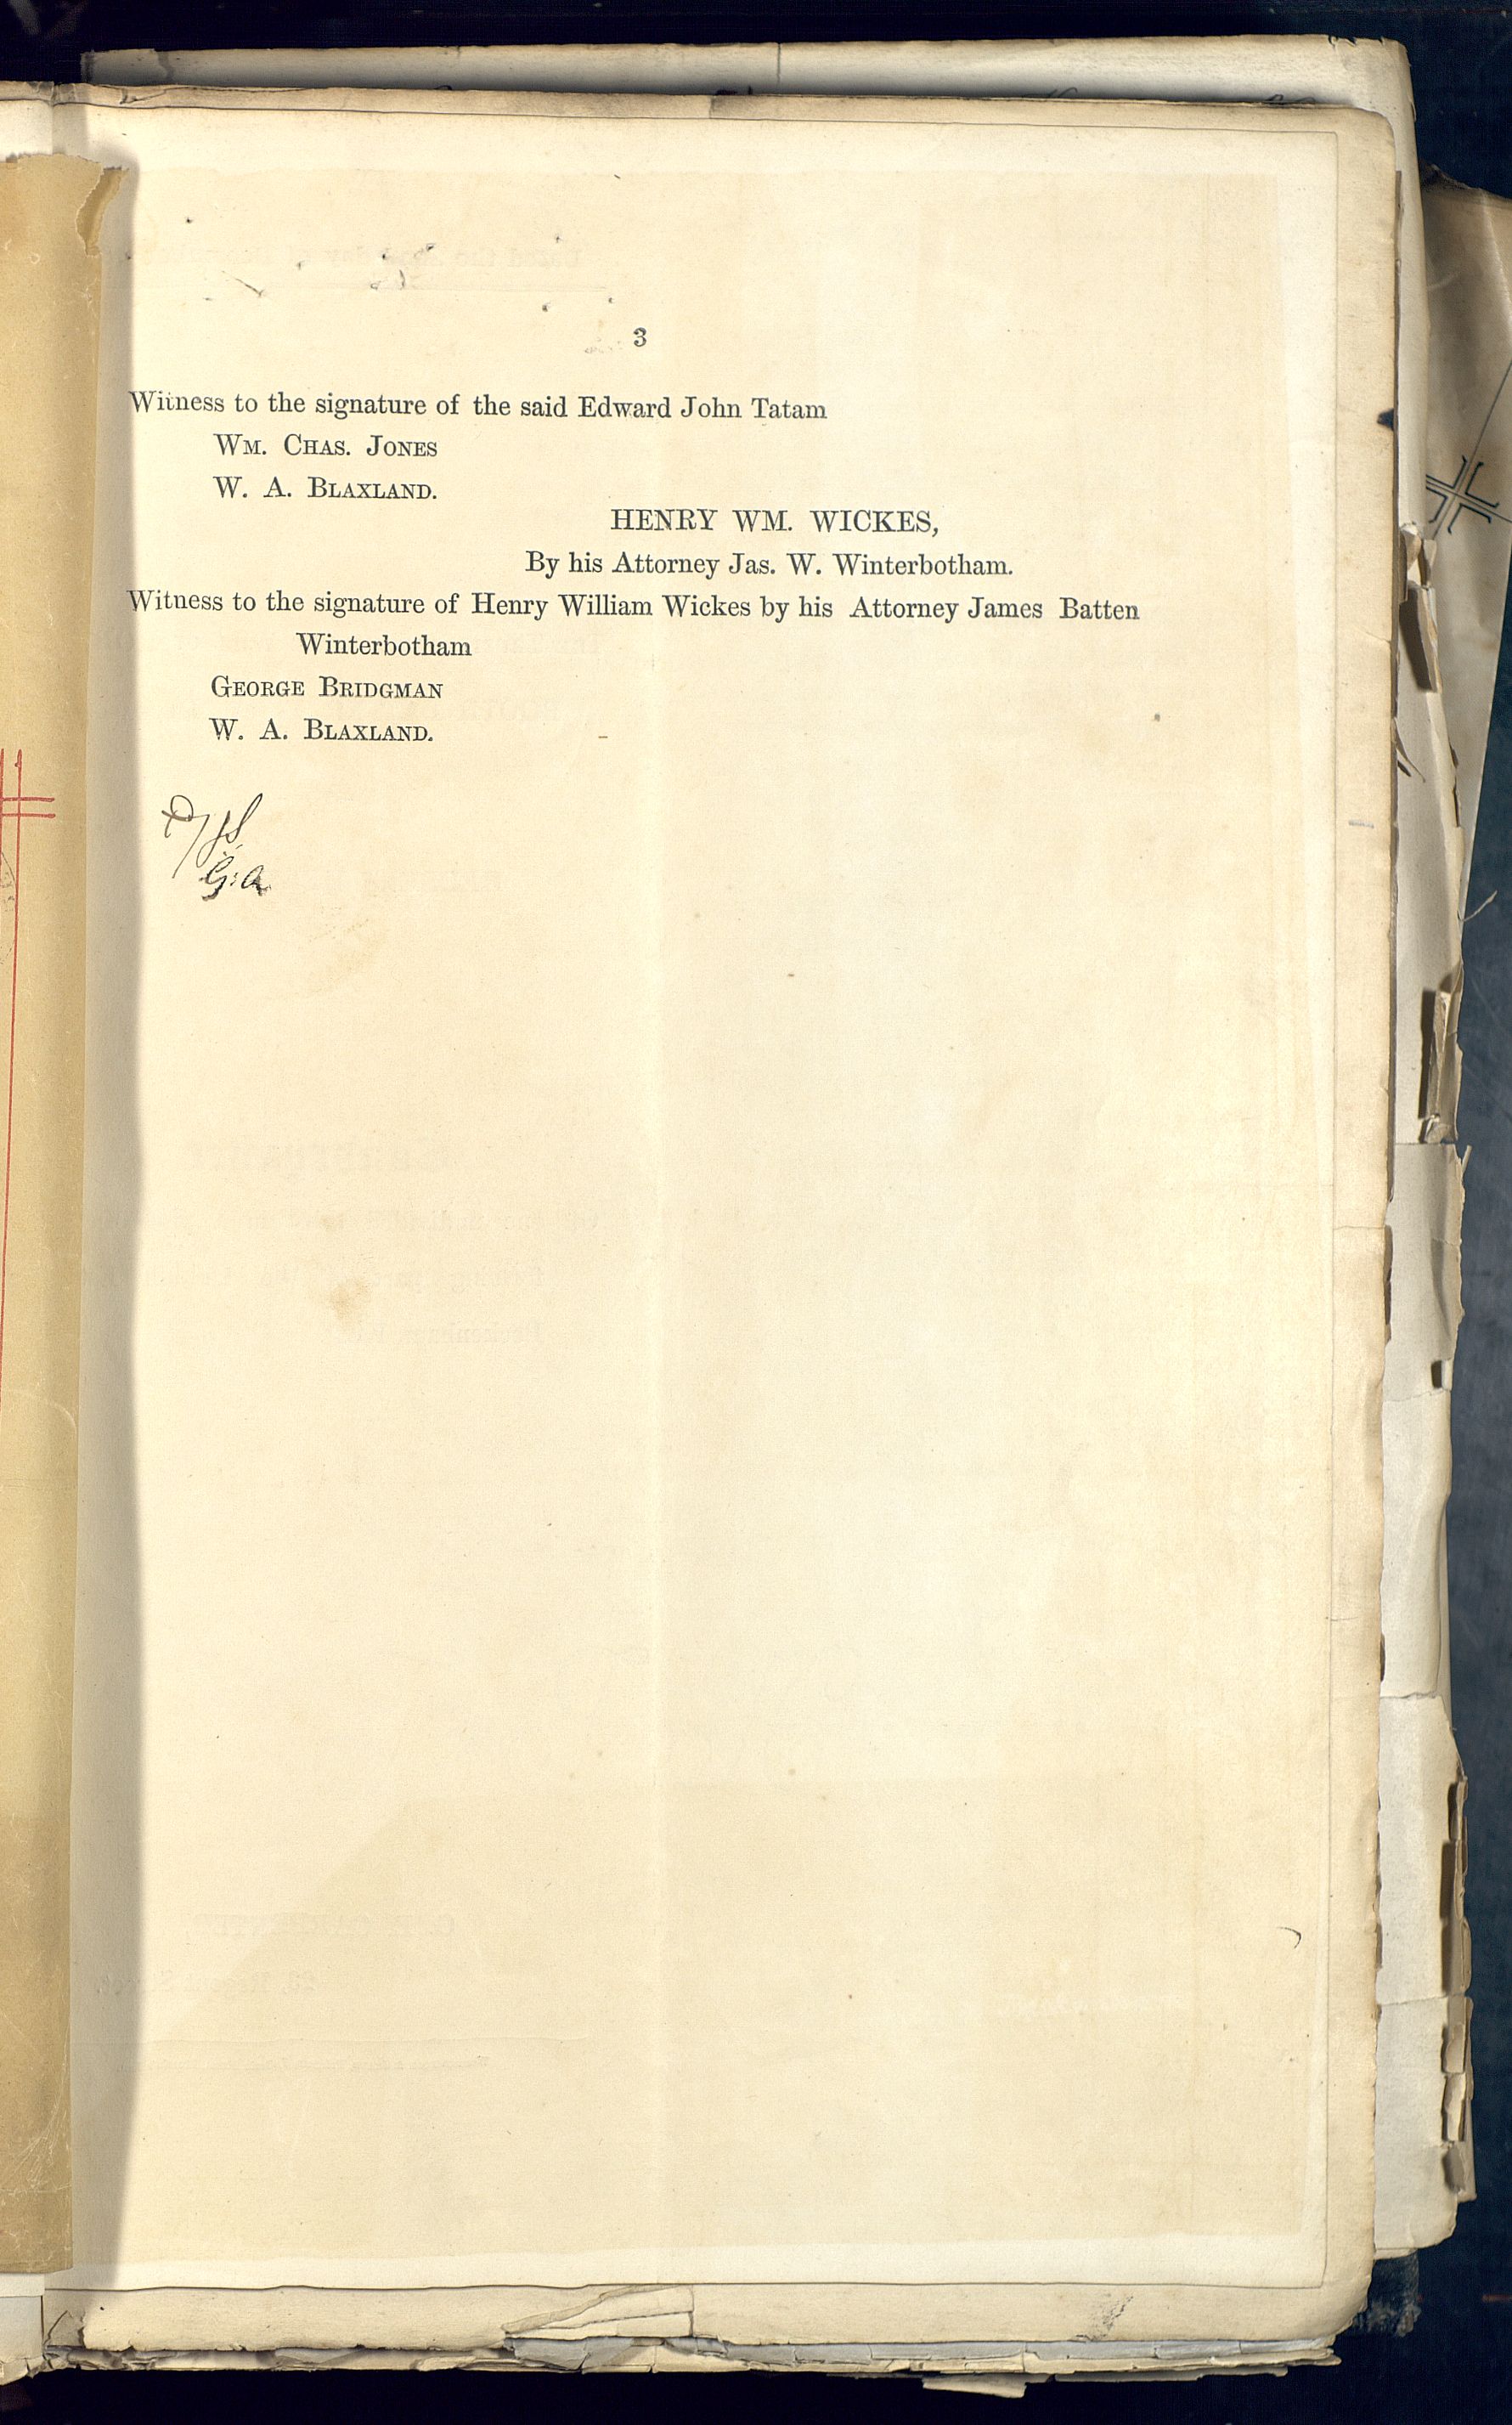 3
Witness to the signature of the said Edward John Tatam
WM. CHAS. JONES
W. A. BLAXLAND.
HENRY WM. WICKES,
By his Attorney Jas. W. Winterbotham.
Witness to the signature of Henry William Wickes by his Attorney James Batten
Winterbotham
GEORGE BRIDGMAN
W. A. BLAXLAND.
G. a